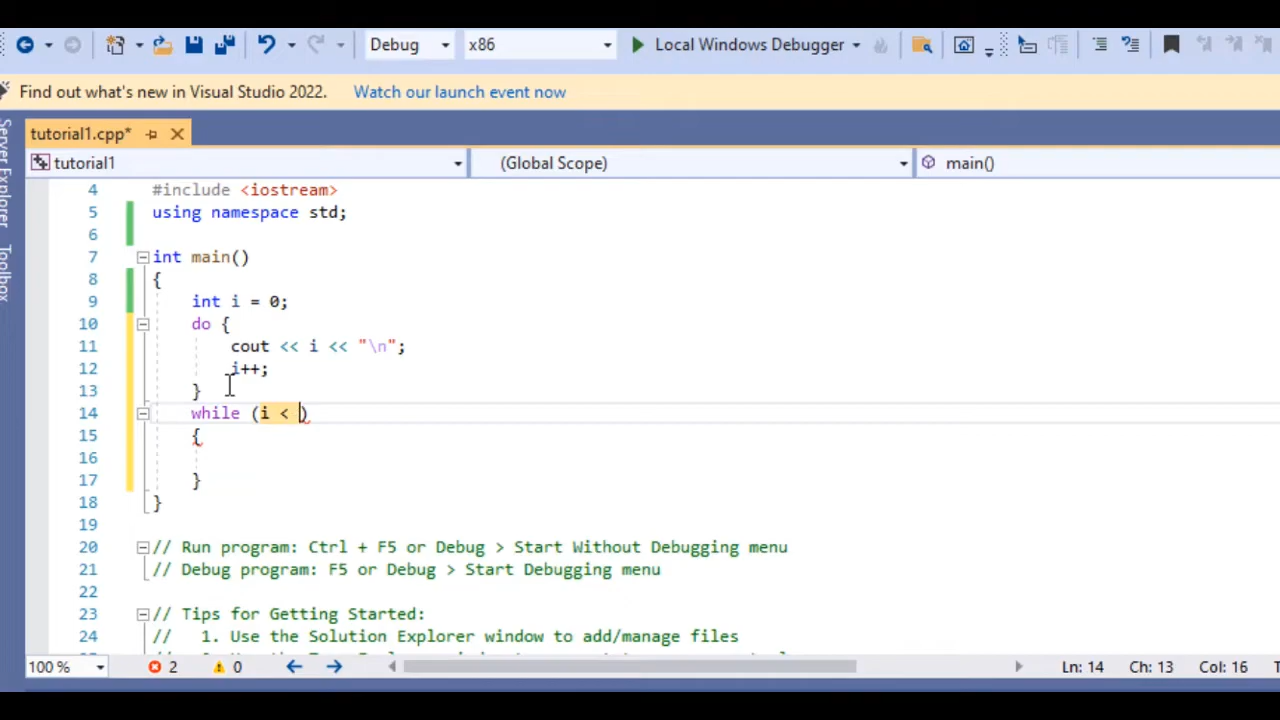 Debug x86 Local Windows Debugger
Find out what's new in Visual Studio 2022. Watch our launch event now
Server Explorer
Toolbox
tutorial1.cpp*
tutorial1 (Global Scope) main()
4 #include <iostream>
5 using namespace std;
6
7 int main()
8 {
9 int i = 0;
10 do {
11 cout << i << "\n";
12 i++;
13 }
14 while (i < )
15 {
16
17 }
18 }
19
20 // Run program: Ctrl + F5 or Debug > Start Without Debugging menu
21 // Debug program: F5 or Debug > Start Debugging menu
22
23 // Tips for Getting Started:
24 // 1. Use the Solution Explorer window to add/manage files
100 % 2 0 Ln: 14 Ch: 13 Col: 16